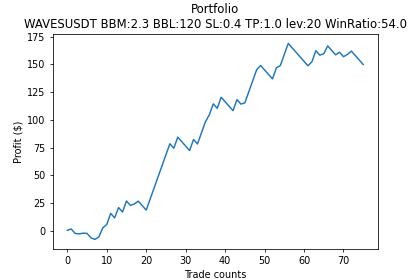 Portfolio
WAVESUSDT BBM:2.3 BBL:120 SL:0.4 TP:1.0 lev:20 WinRatio:54.0
175
150
125
100
75
50
25
0
Profit ($)
0 10 20 30 40 50 60 70
Trade counts